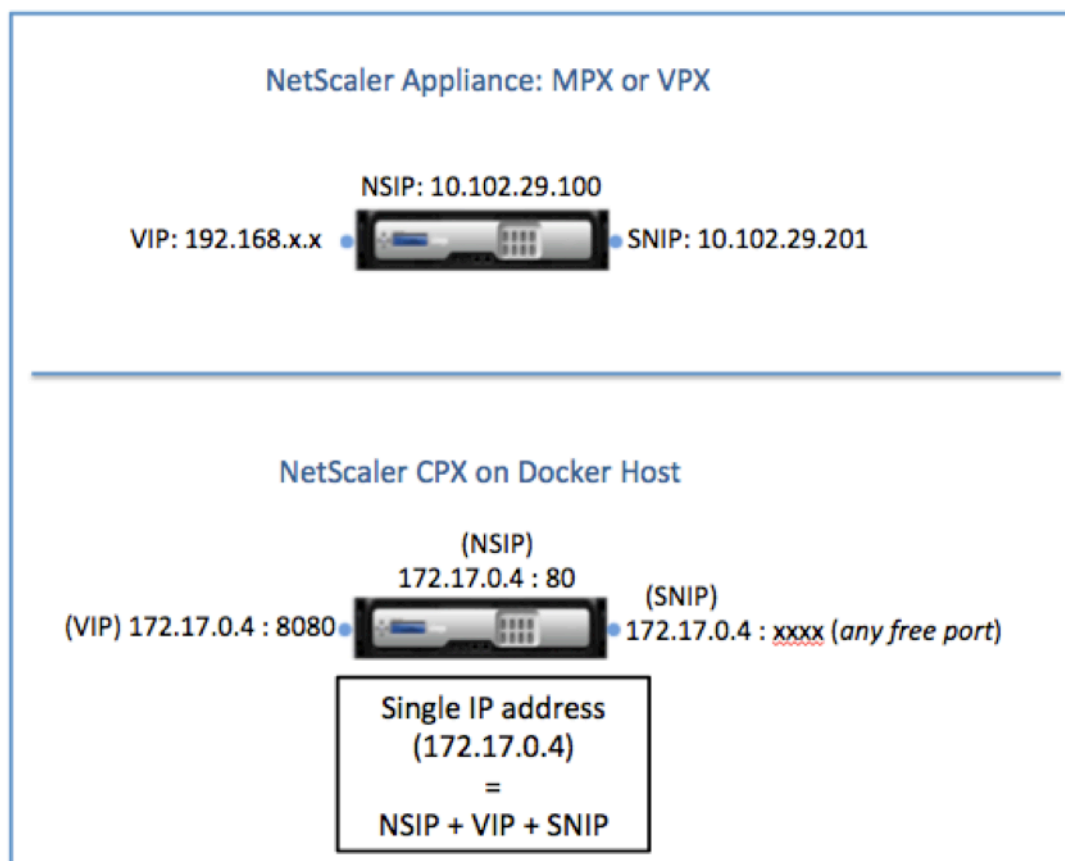 NetScaler Appliance: MPX or VPX
NSIP: 10.102.29.100
VIP: 192.168.x.x
SNIP: 10.102.29.201
NetScaler CPX on Docker Host
(NSIP)
172.17.0.4 : 80
(VIP) 172.17.0.4 : 8080
(SNIP)
172.17.0.4 : xxxx (any free port)
Single IP address
(172.17.0.4)
=
NSIP + VIP + SNIP